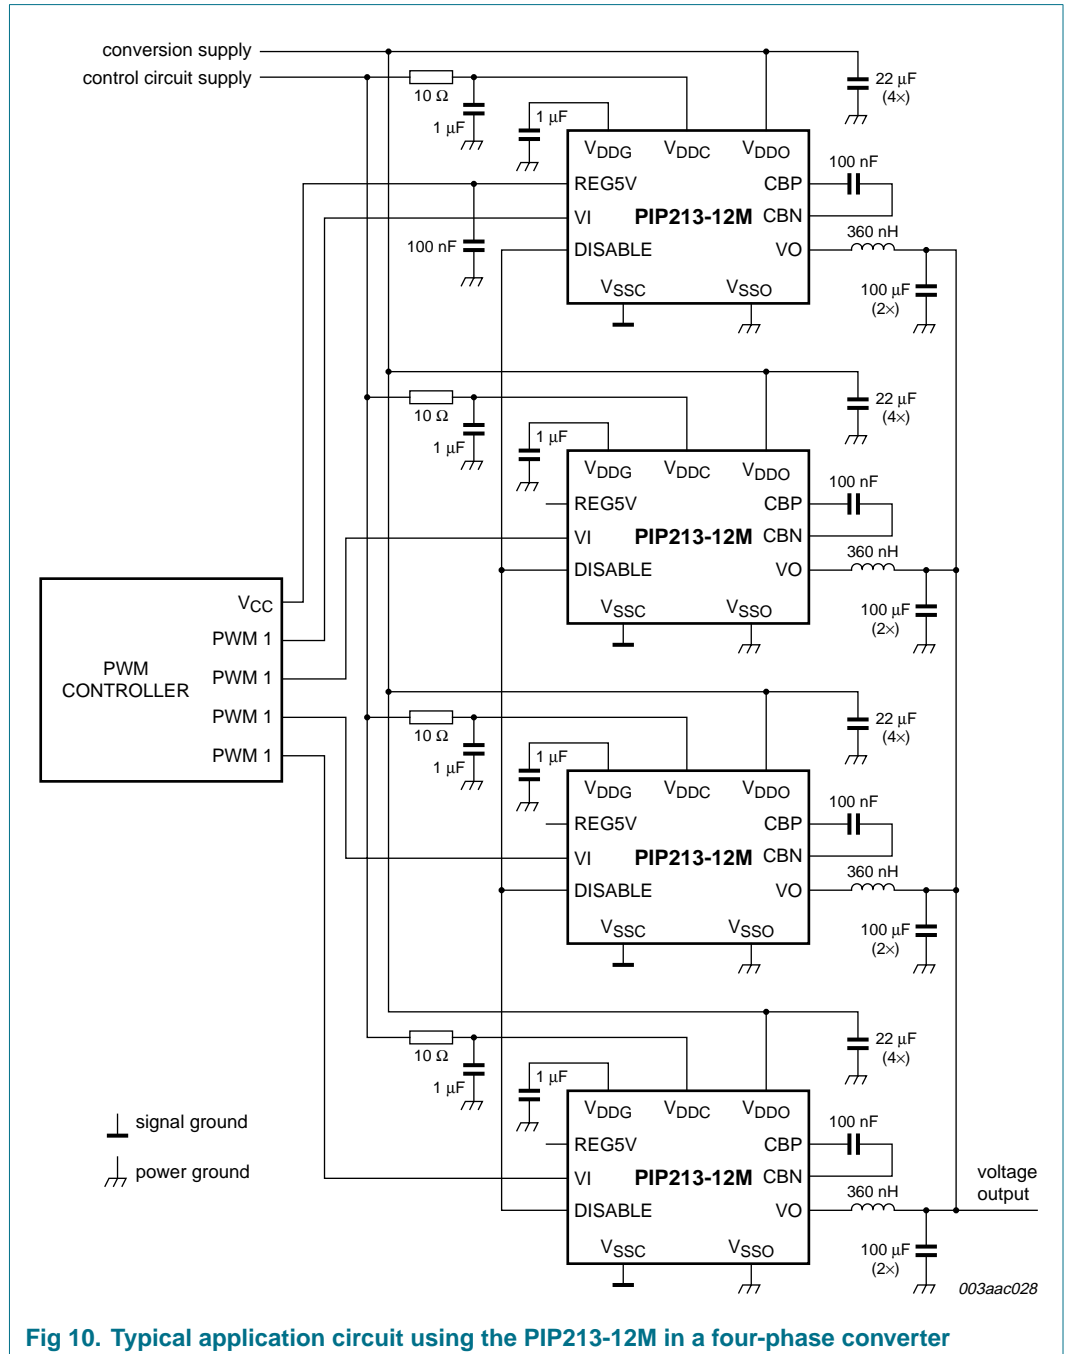 conversion supply
control circuit supply
10 Ω
1 µF
1 µF
22 µF
(4×)
VDDG VDDC VDDO
100 nF
REG5V
CBP
VI
PIP213-12M
CBN
360 nH
100 nF
DISABLE
VO
VSSC VSSO
100 µF
(2×)
10 Ω
1 µF
1 µF
22 µF
(4×)
VDDG VDDC VDDO
100 nF
REG5V
CBP
VI
PIP213-12M
CBN
360 nH
DISABLE
VO
VSSC VSSO
100 µF
(2×)
PWM
CONTROLLER
VCC
PWM 1
PWM 1
PWM 1
PWM 1
10 Ω
1 µF
1 µF
22 µF
(4×)
VDDG VDDC VDDO
100 nF
REG5V
CBP
VI
PIP213-12M
CBN
360 nH
DISABLE
VO
VSSC VSSO
100 µF
(2×)
10 Ω
1 µF
1 µF
22 µF
(4×)
VDDG VDDC VDDO
100 nF
REG5V
CBP
VI
PIP213-12M
CBN
360 nH
DISABLE
VO
VSSC VSSO
100 µF
(2×)
signal ground
power ground
voltage
output
003aac028
Fig 10. Typical application circuit using the PIP213-12M in a four-phase converter